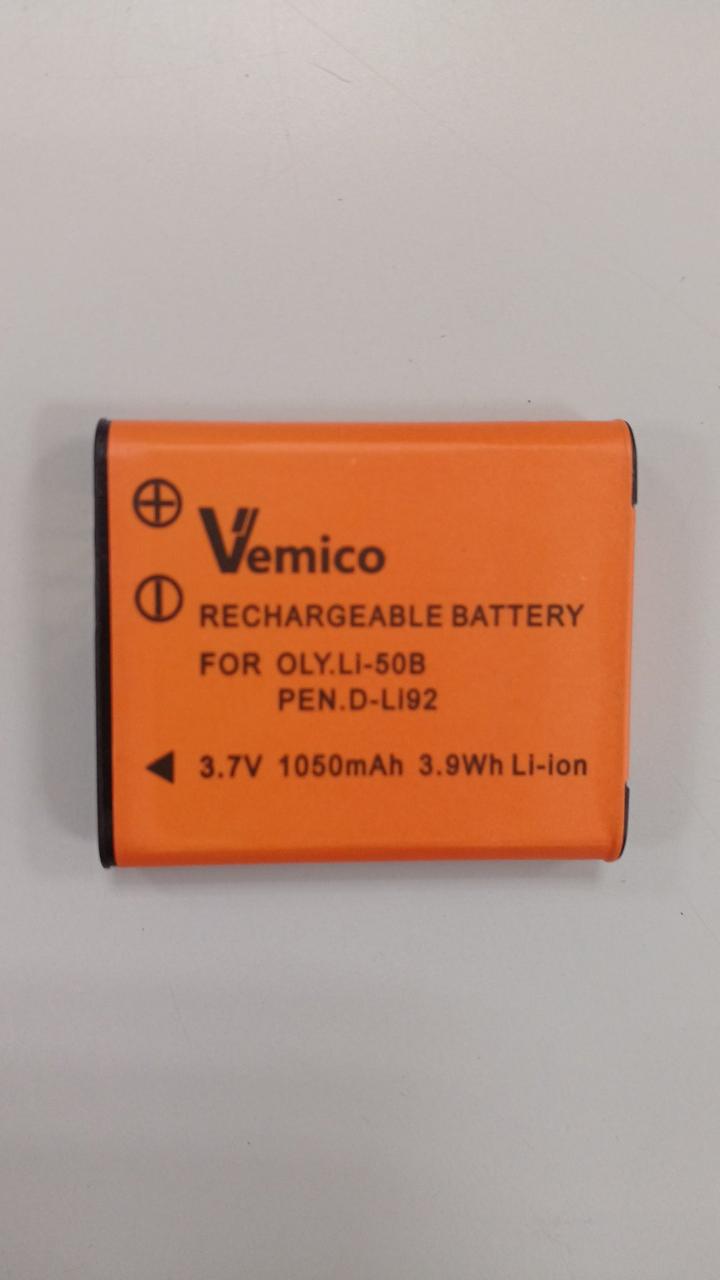 Vemico
RECHARGEABLE BATTERY
FOR OLY.Li-50B
PEN.D-LI92
3.7V 1050mAh 3.9Wh Li-ion